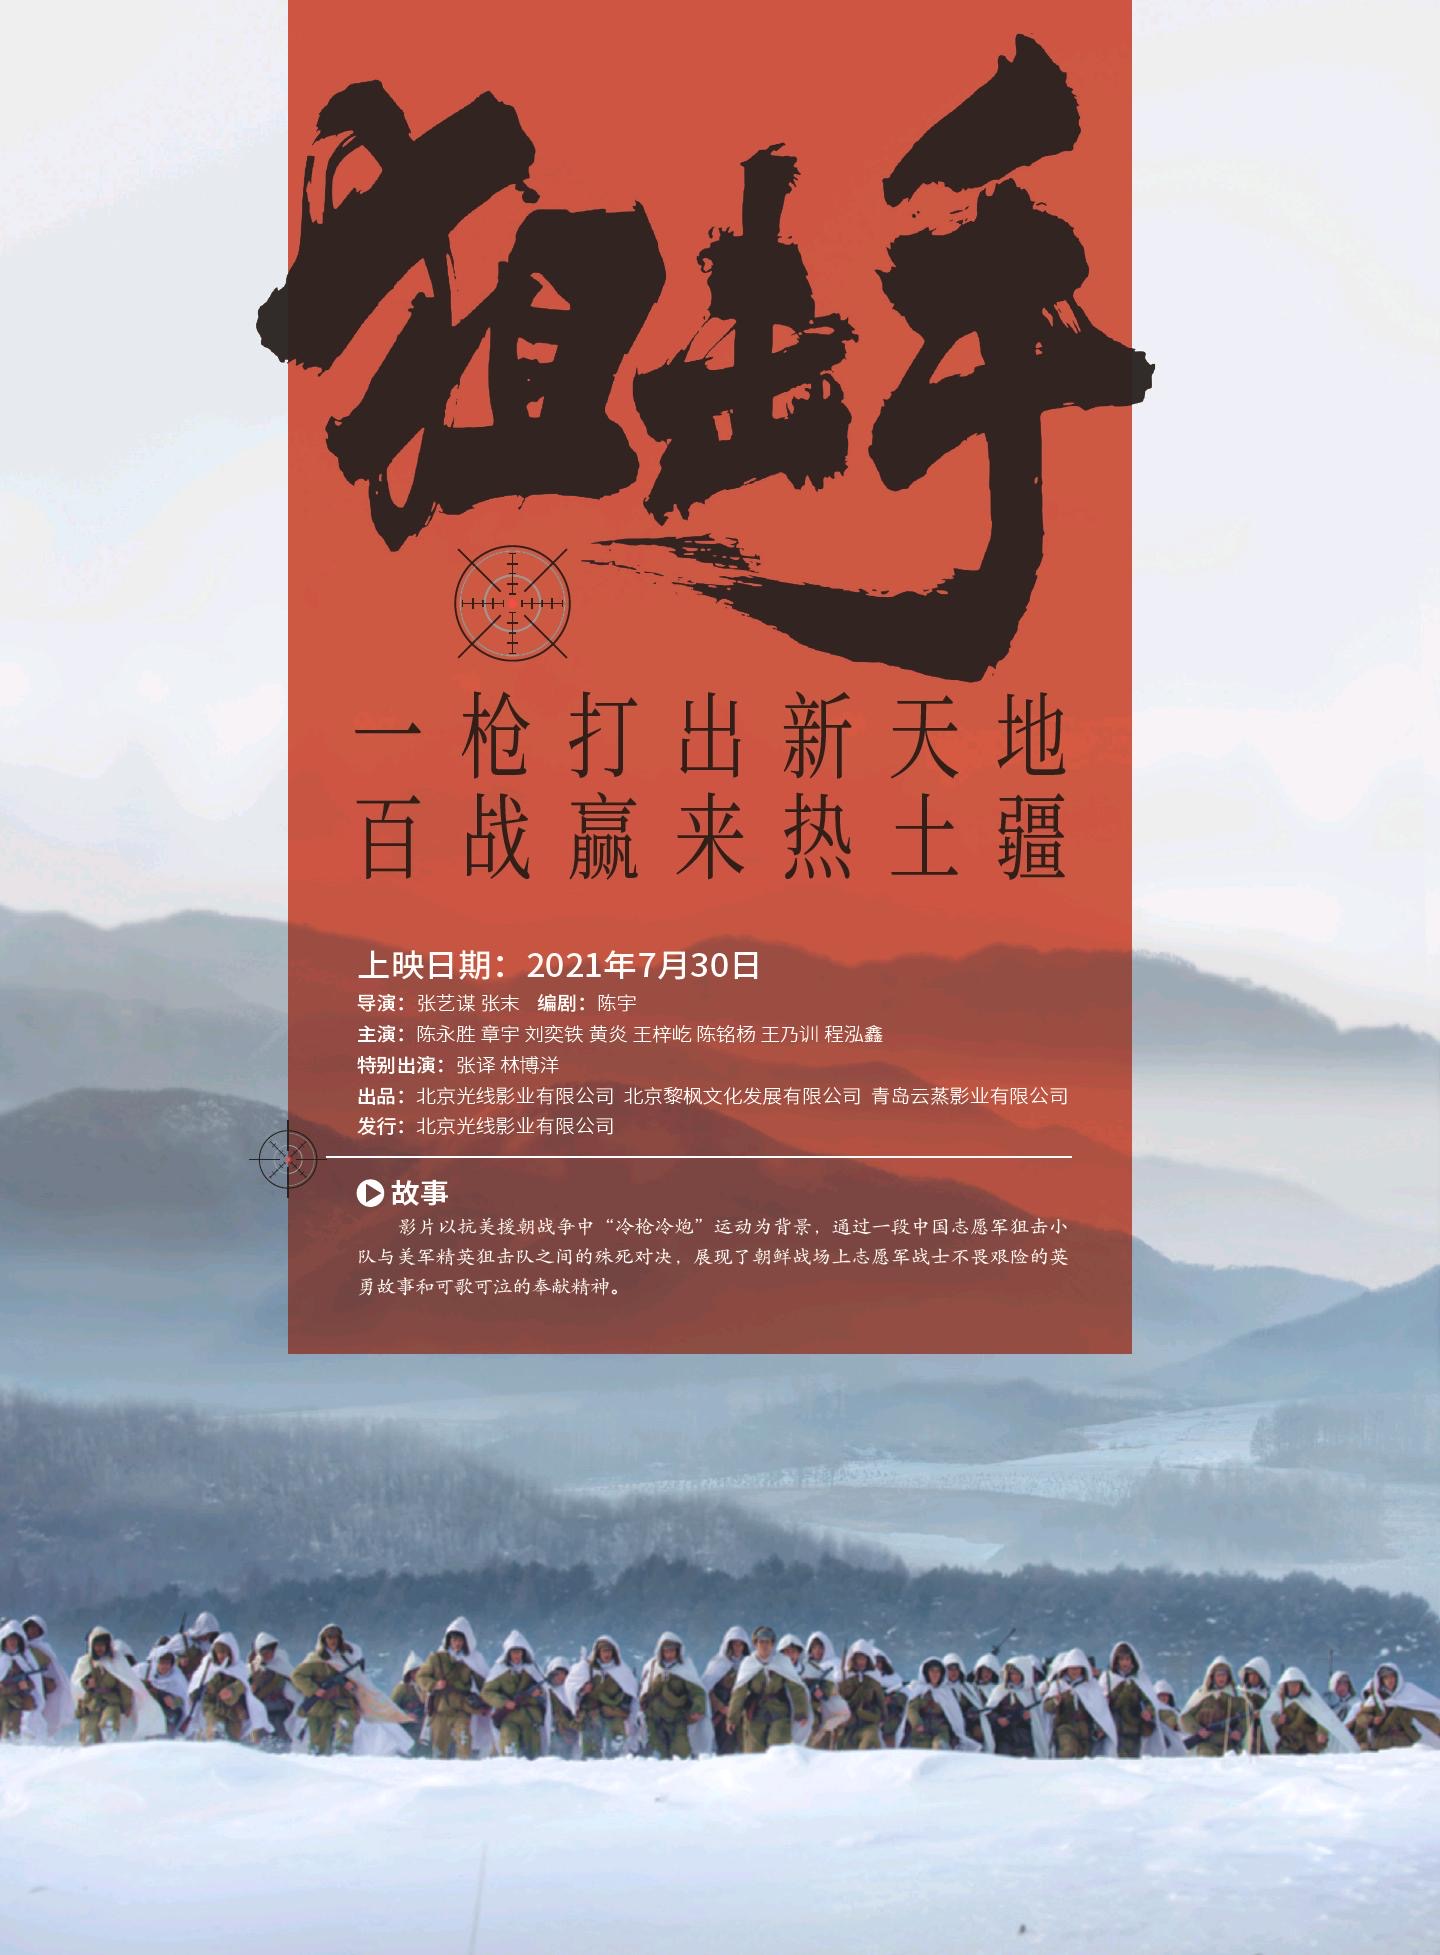 狙击手
一枪打出新天地
百战赢来热土疆
上映日期：2021年7月30日
导演：张艺谋 张末 编剧：陈宇
主演：陈永胜 章宇 刘奕铁 黄炎 王梓屹 陈铭杨 王乃训 程泓鑫
特别出演：张译 林博洋
出品：北京光线影业有限公司 北京黎枫文化发展有限公司 青岛云蒸影业有限公司
发行：北京光线影业有限公司
故事
影片以抗美援朝战争中“冷枪冷炮”运动为背景，通过一段中国志愿军狙击小
队与美军精英狙击队之间的殊死对决，展现了朝鲜战场上志愿军战士不畏艰险的英
勇故事和可歌可泣的奉献精神。